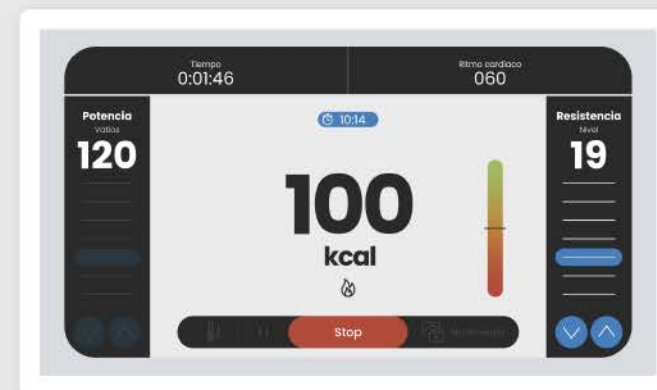 Tiempo
0:01:46
Ritmo cardíaco
060
Potencia
Vatios
120
10:14
100
kcal
Resistencia
Nivel
19
Stop